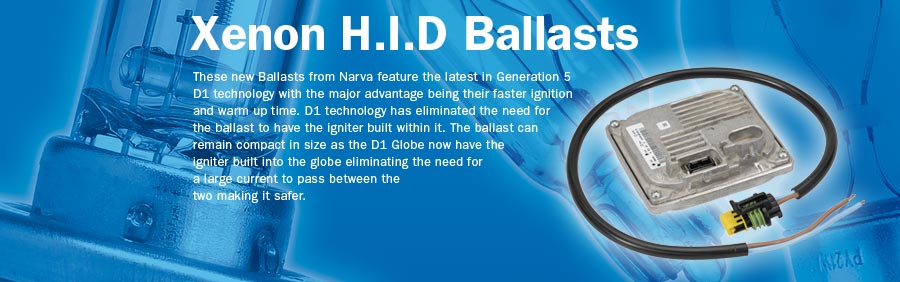 Xenon H.I.D Ballasts
These new Ballasts from Narva feature the latest in Generation 5
D1 technology with the major advantage being their faster ignition
and warm up time. D1 technology has eliminated the need for
the ballast to have the igniter built within it. The ballast can
remain compact in size as the D1 Globe now have the
igniter built into the globe eliminating the need for
a large current to pass between the
two making it safer.